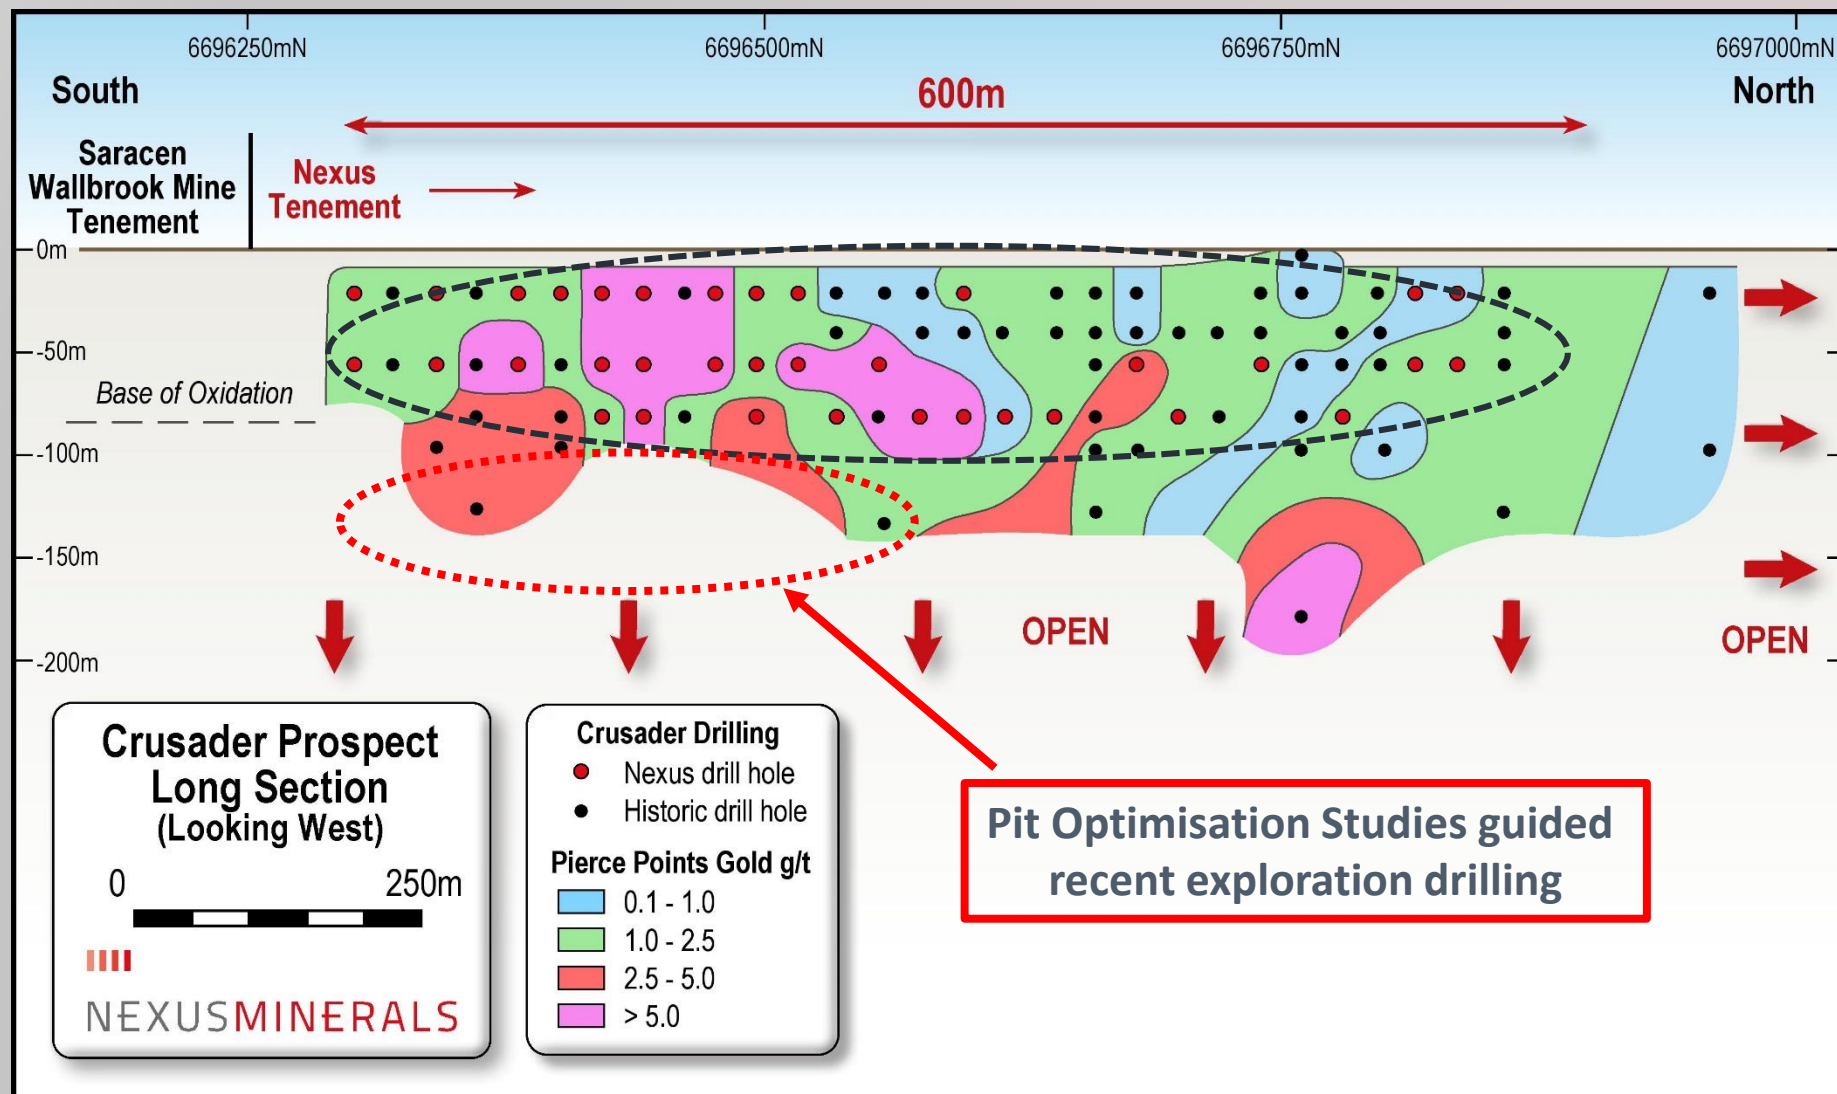 6696250mN
6696500mN
6696750mN
6697000mN
South
600m
North
Saracen
Wallbrook Mine
Tenement
Nexus
Tenement
0m
-50m
Base of Oxidation
-100m
-150m
-200m
OPEN
OPEN
Crusader Prospect
Long Section
(Looking West)
0 250m
NEXUSMINERALS
Crusader Drilling
Nexus drill hole
Historic drill hole
Pierce Points Gold g/t
0.1 - 1.0
1.0 - 2.5
2.5 - 5.0
> 5.0
Pit Optimisation Studies guided
recent exploration drilling